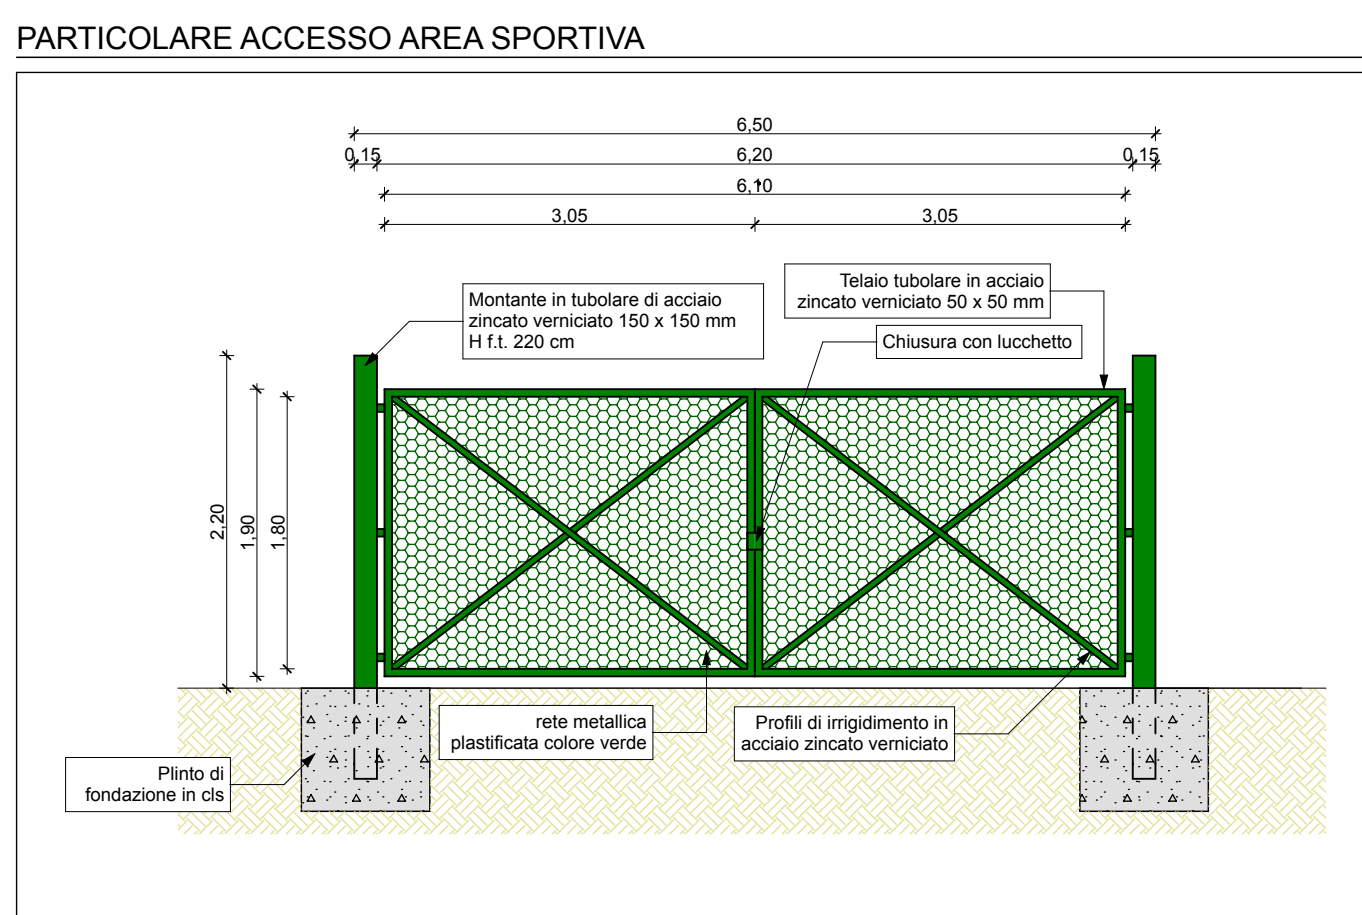 PARTICOLARE ACCESSO AREA SPORTIVA
6,50
0,15
6,20
0,15
6,10
3,05
3,05
Montante in tubolare di acciaio
zincato verniciato 150 x 150 mm
H f.t. 220 cm
Telaio tubolare in acciaio
zincato verniciato 50 x 50 mm
Chiusura con lucchetto
2,20
1,90
1,80
rete metallica
plastificata colore verde
Profili di irrigidimento in
acciaio zincato verniciato
Plinto di
fondazione in cls